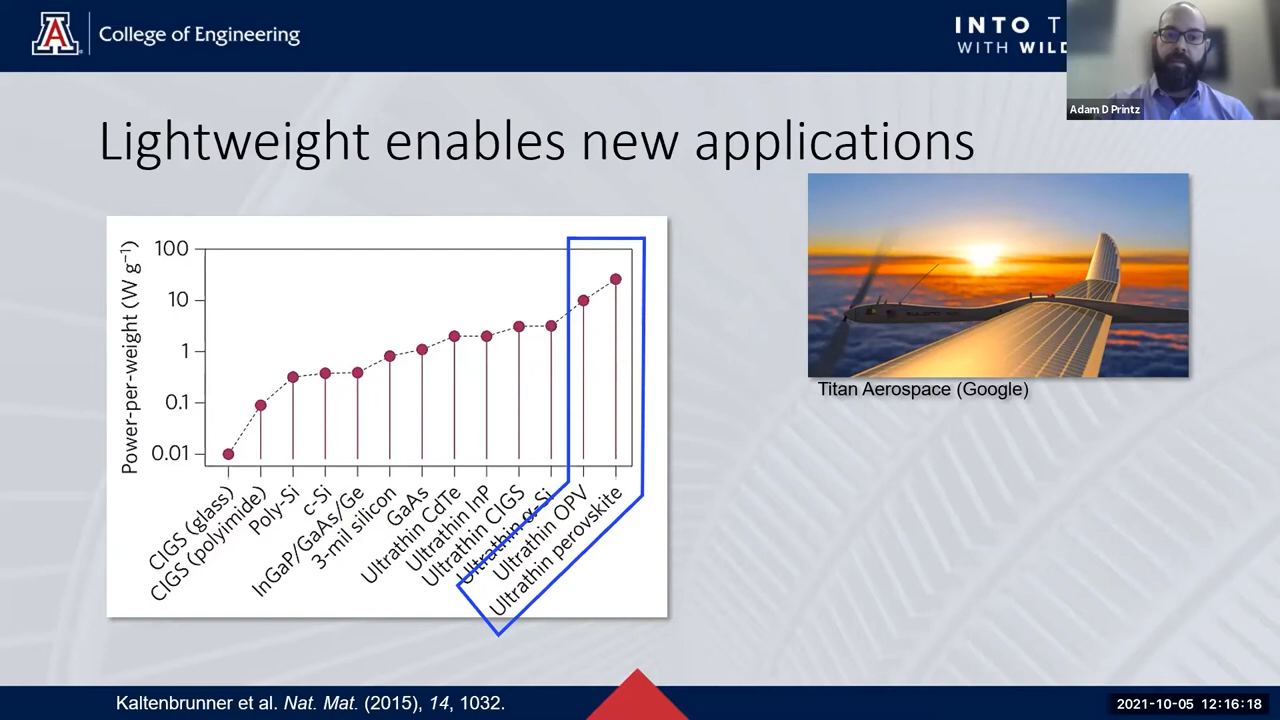 A College of Engineering
INTO T
WITH WILD
Adam D Printz
Lightweight enables new applications
Power-per-weight (W g⁻¹)
100
10
1
0.1
0.01
CIGS (glass)
CIGS (polyimide)
Poly-Si
c-Si
InGaP/GaAs/Ge
3-mil silicon
GaAs
Ultrathin CdTe
Ultrathin InP
Ultrathin CIGS
Ultrathin α-Si
Ultrathin OPV
Ultrathin perovskite
Titan Aerospace (Google)
Kaltenbrunner et al. Nat. Mat. (2015), 14, 1032.
2021-10-05 12:16:18